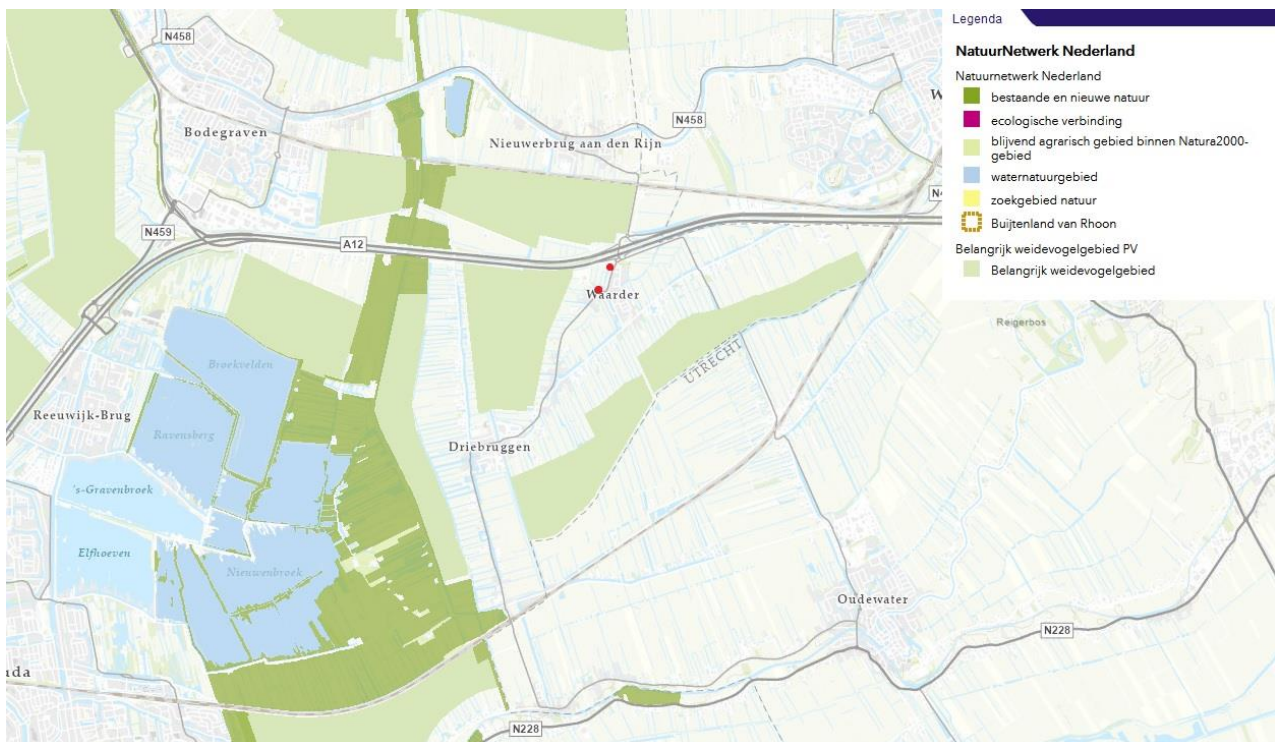 Legenda
NatuurNetwerk Nederland
Natuurnetwerk Nederland
bestaande en nieuwe natuur
ecologische verbinding
blijvend agrarisch gebied binnen Natura2000-
gebied
waternatuurgebied
zoekgebied natuur
Buijtenland van Rhoon
Belangrijk weidevogelgebied PV
Belangrijk weidevogelgebied
N458
Bodegraven
Nieuwerbrug aan den Rijn
N458
W
N459
A12
Waarder
Reigerbos
UTRECHT
Broekvelden
Reeuwijk-Brug
Ravensberg
Driebruggen
's-Gravenbroek
Elfhoeven
Nieuwenbroek
Oudewater
N228
uda
N228